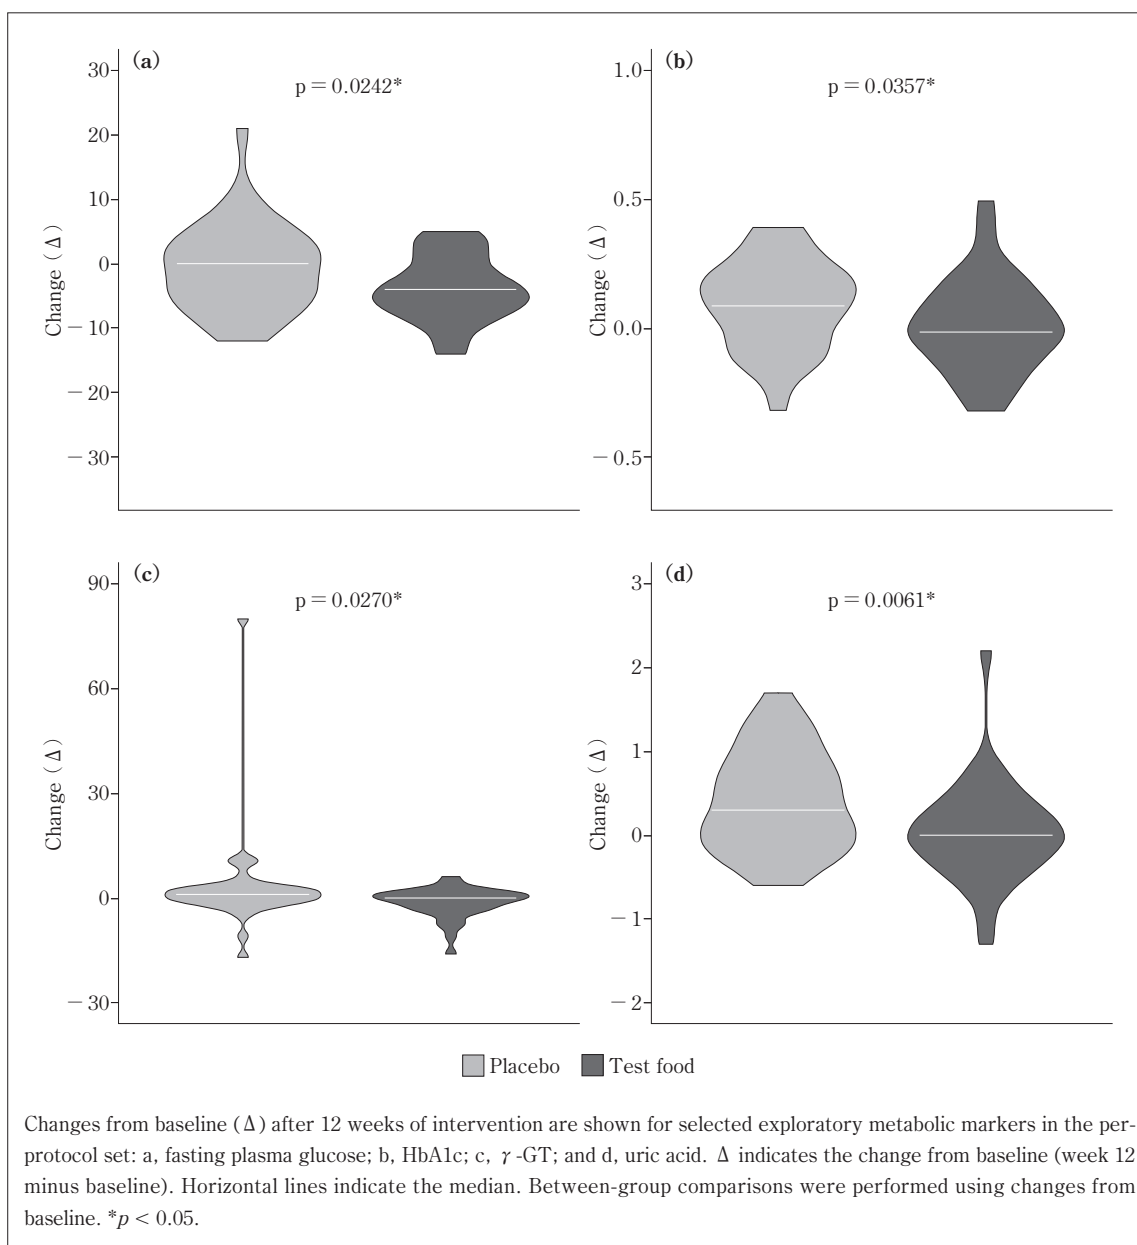 (a)
p = 0.0242*
30
20
10
0
－10
－20
－30
Change (Δ)
(b)
p = 0.0357*
1.0
0.5
0.0
－0.5
Change (Δ)
(c)
p = 0.0270*
90
60
30
0
－30
Change (Δ)
(d)
p = 0.0061*
3
2
1
0
－1
－2
Change (Δ)
Placebo Test food
Changes from baseline (Δ) after 12 weeks of intervention are shown for selected exploratory metabolic markers in the per-
protocol set: a, fasting plasma glucose; b, HbA1c; c, γ-GT; and d, uric acid. Δ indicates the change from baseline (week 12
minus baseline). Horizontal lines indicate the median. Between-group comparisons were performed using changes from
baseline. *p < 0.05.